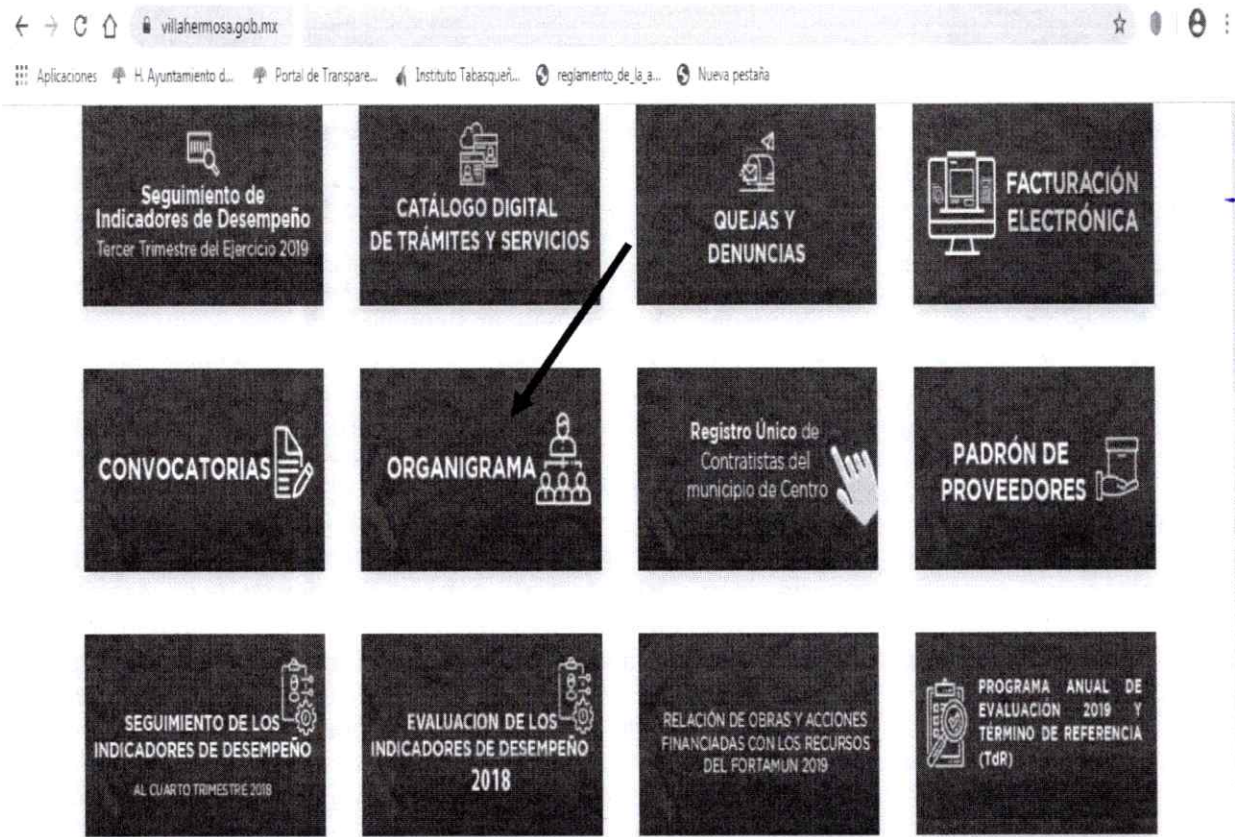 villahermosa.gob.mx
Aplicaciones H. Ayuntamiento d... Portal de Transpare... Instituto Tabasqueñ... reglamento_de_la_a... Nueva pestaña
Seguimiento de
Indicadores de Desempeño
Tercer Trimestre del Ejercicio 2019
CATÁLOGO DIGITAL
DE TRÁMITES Y SERVICIOS
QUEJAS Y
DENUNCIAS
FACTURACIÓN
ELECTRÓNICA
CONVOCATORIAS
ORGANIGRAMA
Registro Único de
Contratistas del
municipio de Centro
PADRÓN DE
PROVEEDORES
SEGUIMIENTO DE LOS
INDICADORES DE DESEMPEÑO
AL CUARTO TRIMESTRE 2018
EVALUACION DE LOS
INDICADORES DE DESEMPEÑO
2018
RELACIÓN DE OBRAS Y ACCIONES
FINANCIADAS CON LOS RECURSOS
DEL FORTAMUN 2019
PROGRAMA ANUAL DE
EVALUACIÓN 2019 Y
TÉRMINO DE REFERENCIA
(TdR)